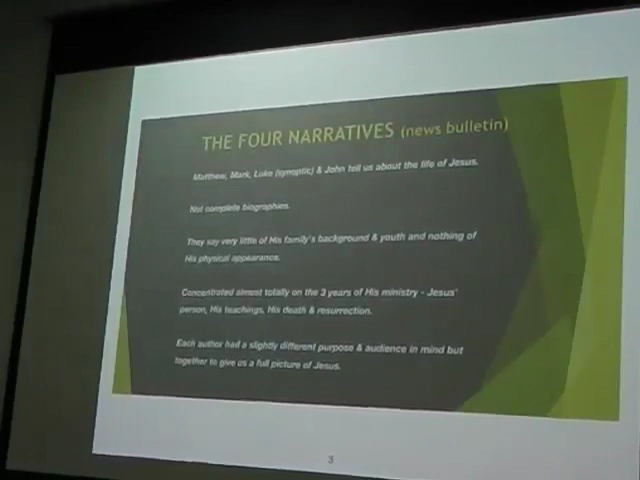 THE FOUR NARRATIVES (news bulletin)
Matthew, Mark, Luke (synoptic) & John tell us about the life of Jesus.
Not complete biographies.
They say very little of His family's background & youth and nothing of
His physical appearance.
Concentrated almost totally on the 3 years of His ministry - Jesus'
person, His teachings, His death & resurrection.
Each author had a slightly different purpose & audience in mind but
together to give us a full picture of Jesus.
3